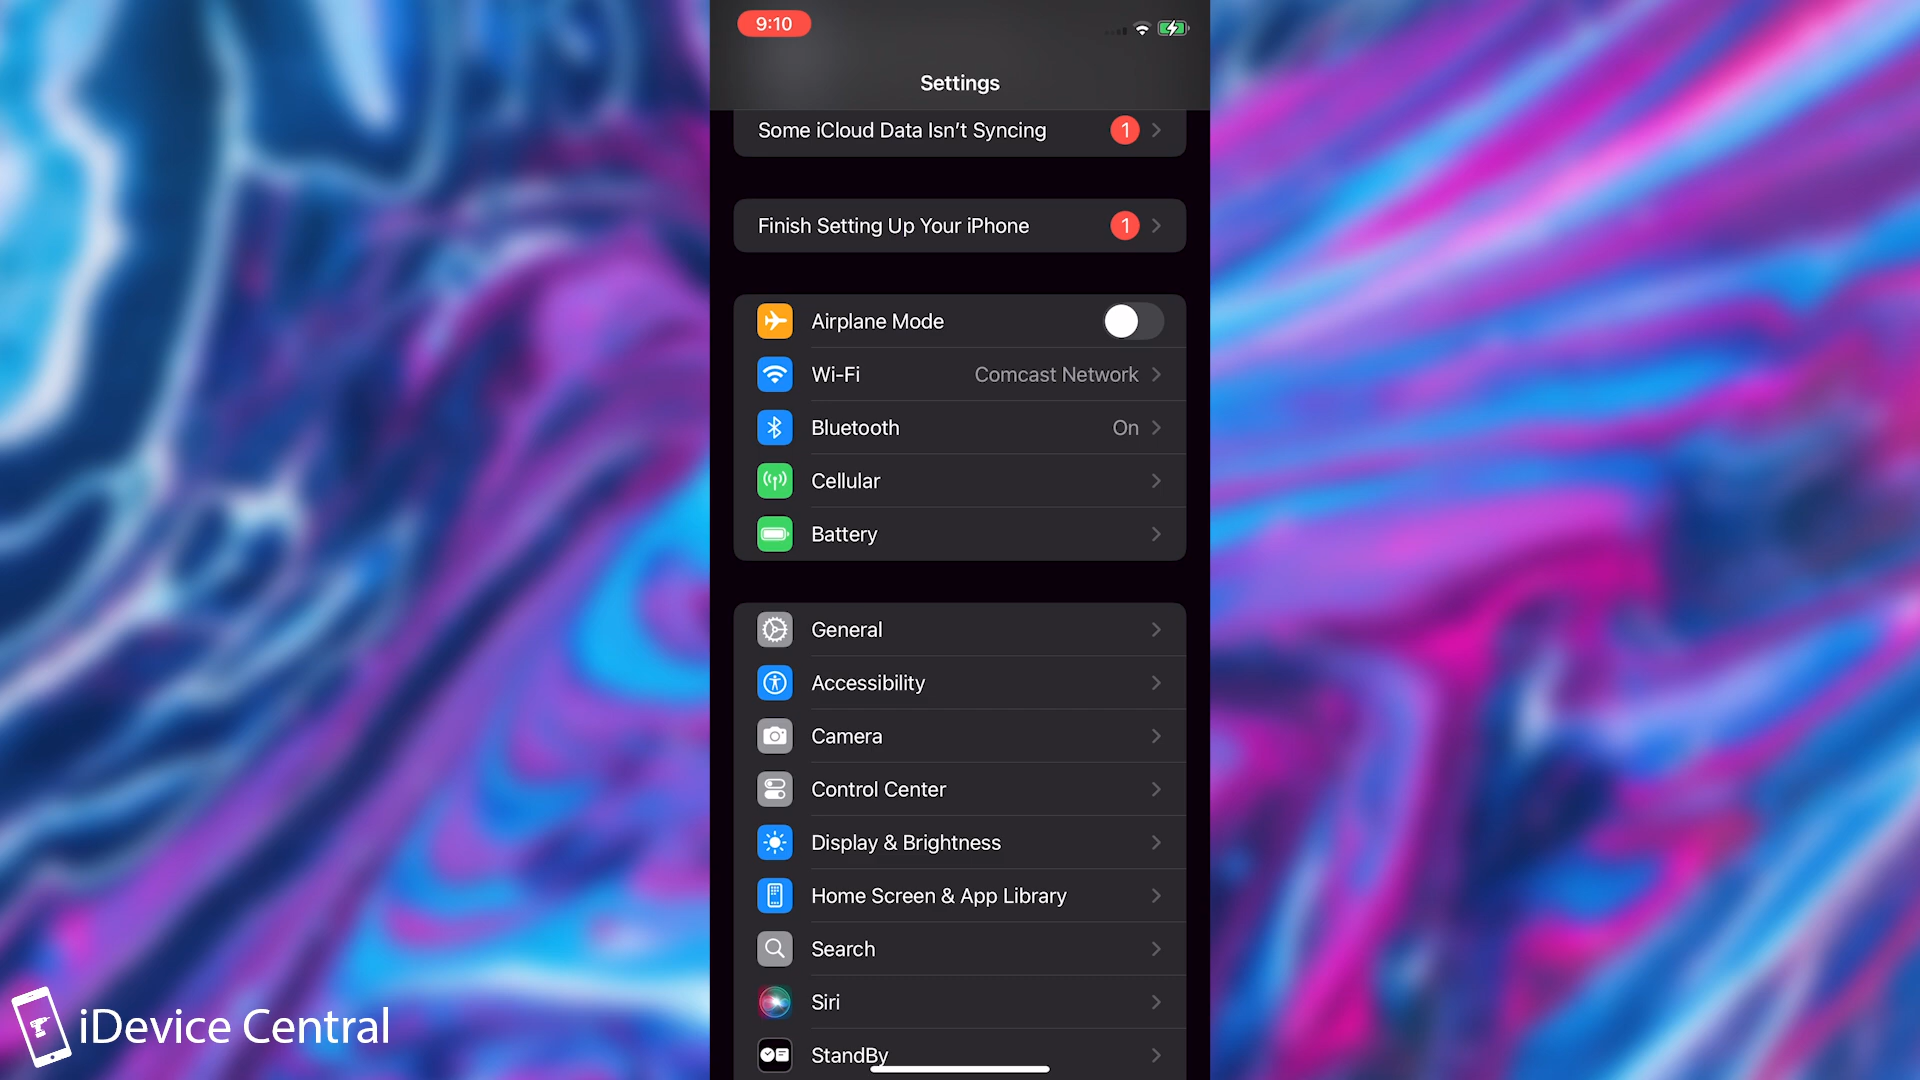 9:10
Settings
Some iCloud Data Isn’t Syncing 1
Finish Setting Up Your iPhone 1
Airplane Mode
Wi-Fi Comcast Network
Bluetooth On
Cellular
Battery
General
Accessibility
Camera
Control Center
Display & Brightness
Home Screen & App Library
Search
Siri
StandBy
iDevice Central